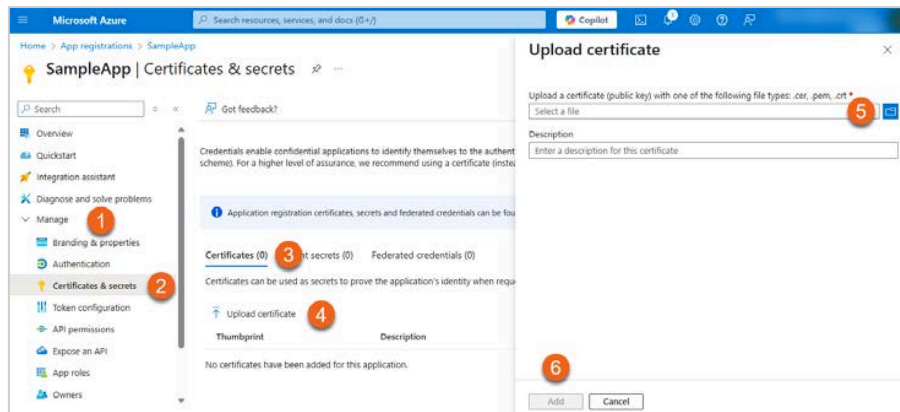 Microsoft Azure
Search resources, services, and docs (G+/)
Copilot
Home > App registrations > SampleApp
SampleApp | Certificates & secrets
Search
Got feedback?
Overview
Quickstart
Integration assistant
Diagnose and solve problems
Manage
1
Branding & properties
Authentication
Certificates & secrets
2
Token configuration
API permissions
Expose an API
App roles
Owners
Credentials enable confidential applications to identify themselves to the authent
scheme). For a higher level of assurance, we recommend using a certificate (inste
Application registration certificates, secrets and federated credentials can be fou
Certificates (0)
3
t secrets (0)
Federated credentials (0)
Certificates can be used as secrets to prove the application's identity when requ
Upload certificate
4
Thumbprint
Description
No certificates have been added for this application.
Upload certificate
Upload a certificate (public key) with one of the following file types: .cer, .pem, .crt *
Select a file
5
Description
Enter a description for this certificate
6
Add
Cancel